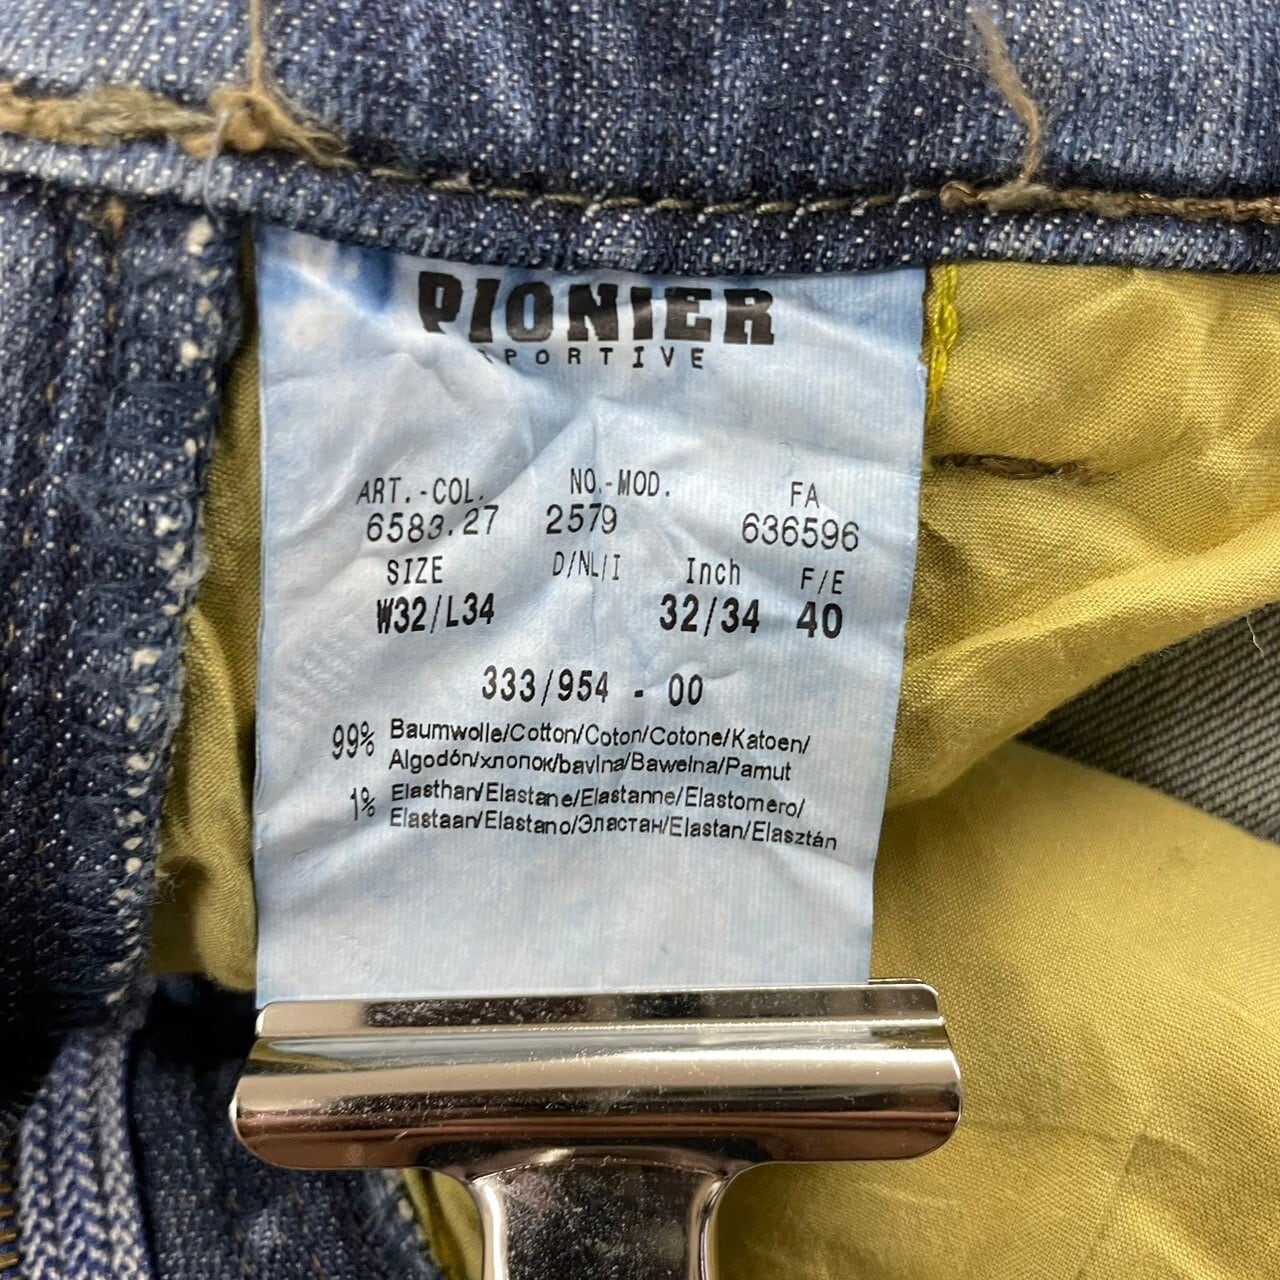 PIONIER
SPORTIVE
ART.-COL. NO.-MOD. FA
6583.27 2579 636596
SIZE D/NL/I Inch F/E
W32/L34 32/34 40
333/954 - 00
99% Baumwolle/Cotton/Coton/Cotone/Katoen/
Algodón/хлопок/bavlna/Bawelna/Pamut
1% Elasthan/Elastane/Elastanne/Elastomero/
Elastaan/Elastano/Эластан/Elastan/Elasztán